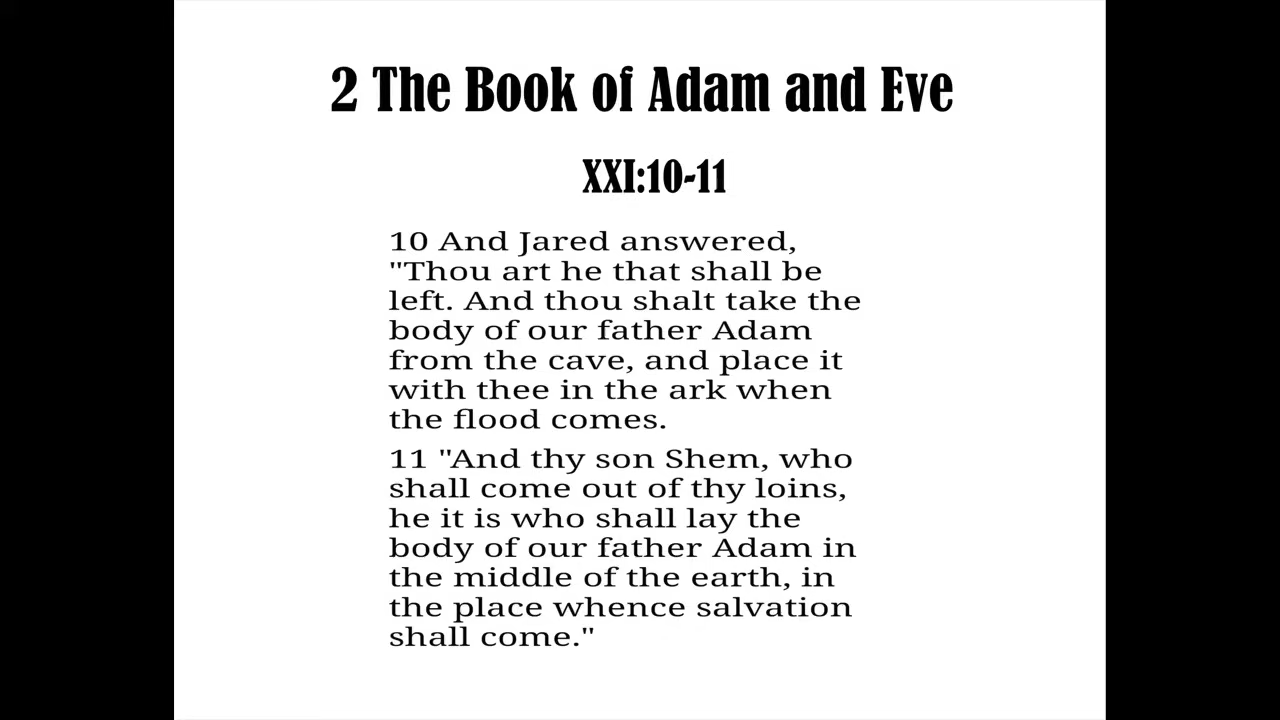 2 The Book of Adam and Eve
XXI:10-11
10 And Jared answered,
"Thou art he that shall be
left. And thou shalt take the
body of our father Adam
from the cave, and place it
with thee in the ark when
the flood comes.
11 "And thy son Shem, who
shall come out of thy loins,
he it is who shall lay the
body of our father Adam in
the middle of the earth, in
the place whence salvation
shall come."